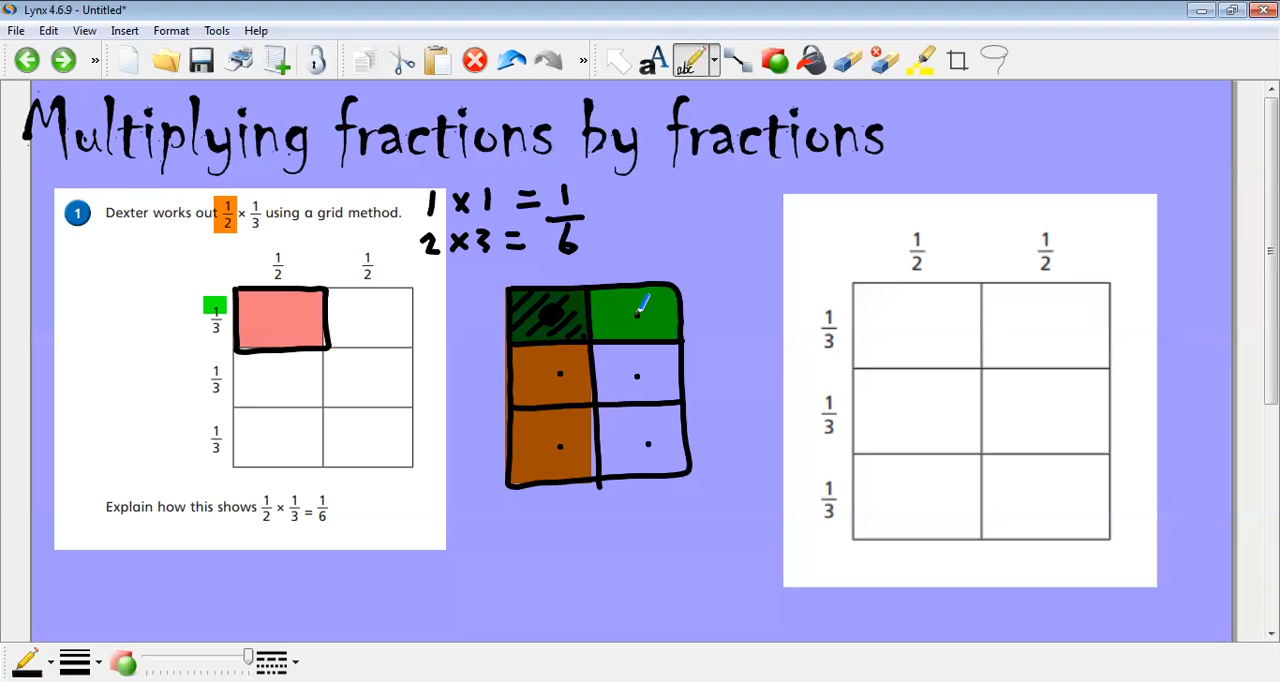 Lynx 4.6.9 - Untitled*
File Edit View Insert Format Tools Help
» » A abc
Multiplying fractions by fractions
1 Dexter works out 1/2 × 1/3 using a grid method.
1/2 1/2
1/3
1/3
1/3
Explain how this shows 1/2 × 1/3 = 1/6
1 × 1 = 1
2 × 3 = 6
1/2 1/2
1/3
1/3
1/3